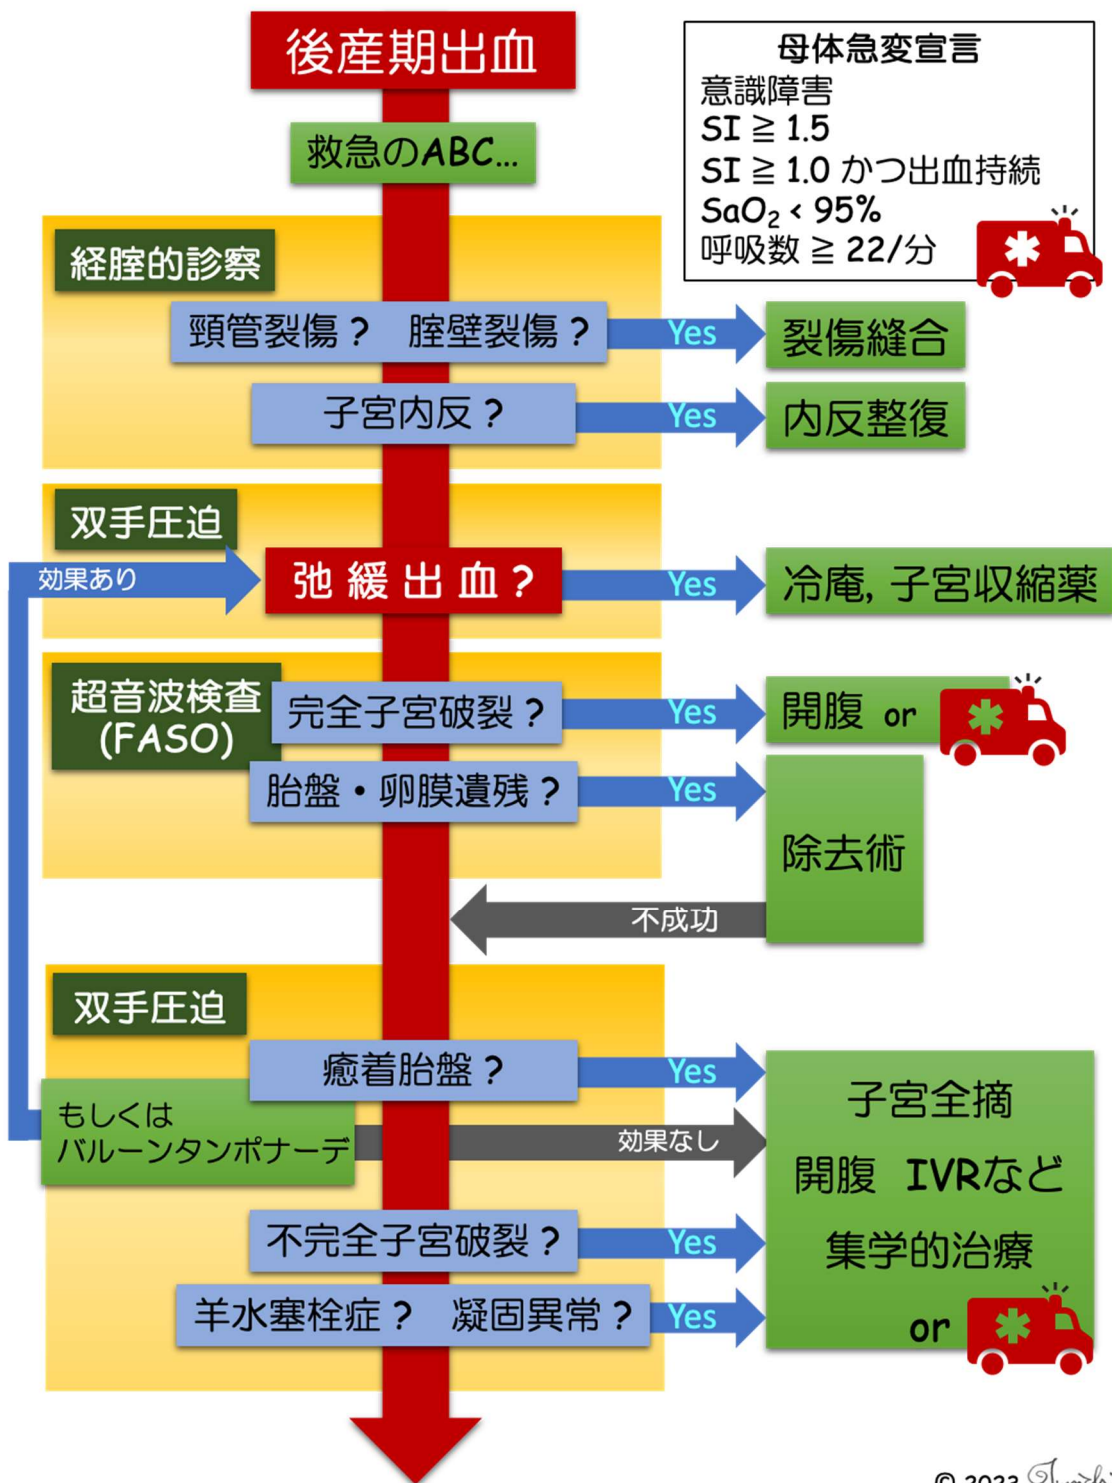 後産期出血
母体急変宣言
意識障害
SI ≧ 1.5
SI ≧ 1.0 かつ出血持続
SaO₂ < 95%
呼吸数 ≧ 22/分
救急のABC...
経腟的診察
頸管裂傷? 腟壁裂傷?
Yes
裂傷縫合
子宮内反?
Yes
内反整復
双手圧迫
効果あり
弛緩出血?
Yes
冷庵, 子宮収縮薬
超音波検査
(FASO)
完全子宮破裂?
Yes
開腹 or
胎盤・卵膜遺残?
Yes
除去術
不成功
双手圧迫
癒着胎盤?
Yes
もしくは
バルーンタンポナーデ
効果なし
子宮全摘
開腹 IVRなど
集学的治療
or
不完全子宮破裂?
Yes
羊水塞栓症? 凝固異常?
Yes
© 2023